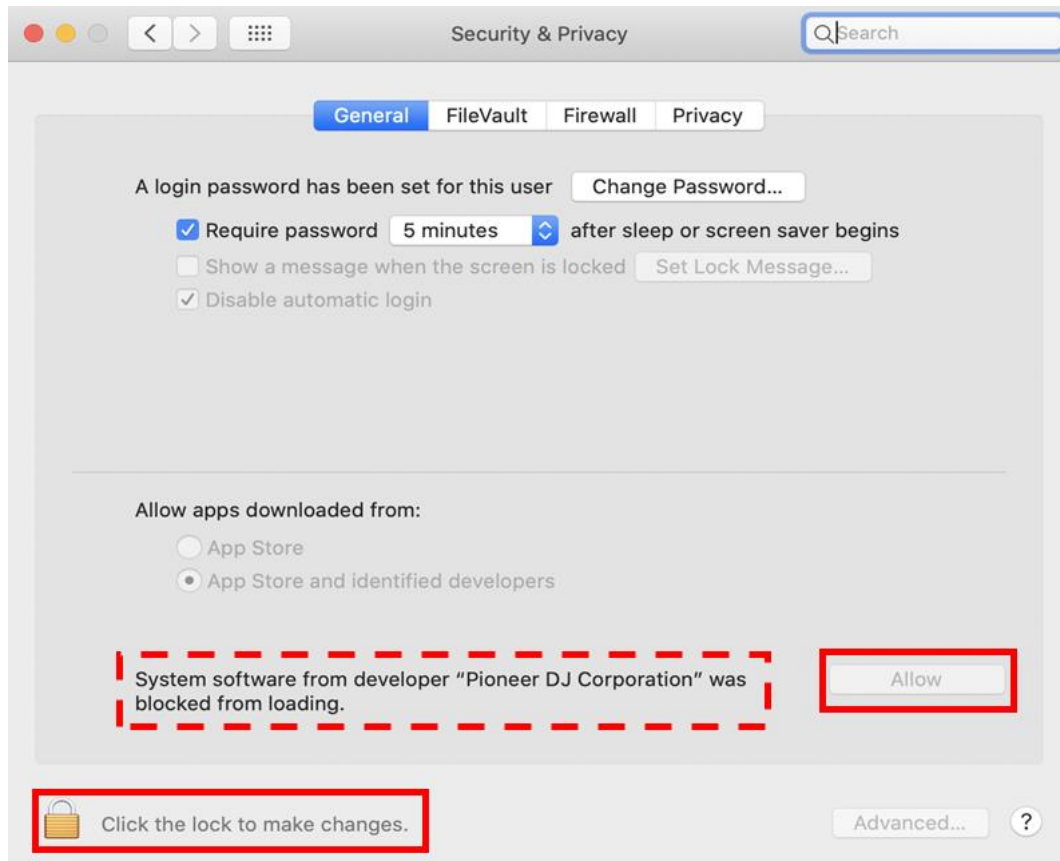 Security & Privacy
Search
General FileVault Firewall Privacy
A login password has been set for this user Change Password...
Require password 5 minutes after sleep or screen saver begins
Show a message when the screen is locked Set Lock Message...
Disable automatic login
Allow apps downloaded from:
App Store
App Store and identified developers
System software from developer “Pioneer DJ Corporation” was Allow
blocked from loading.
Click the lock to make changes. Advanced... ?